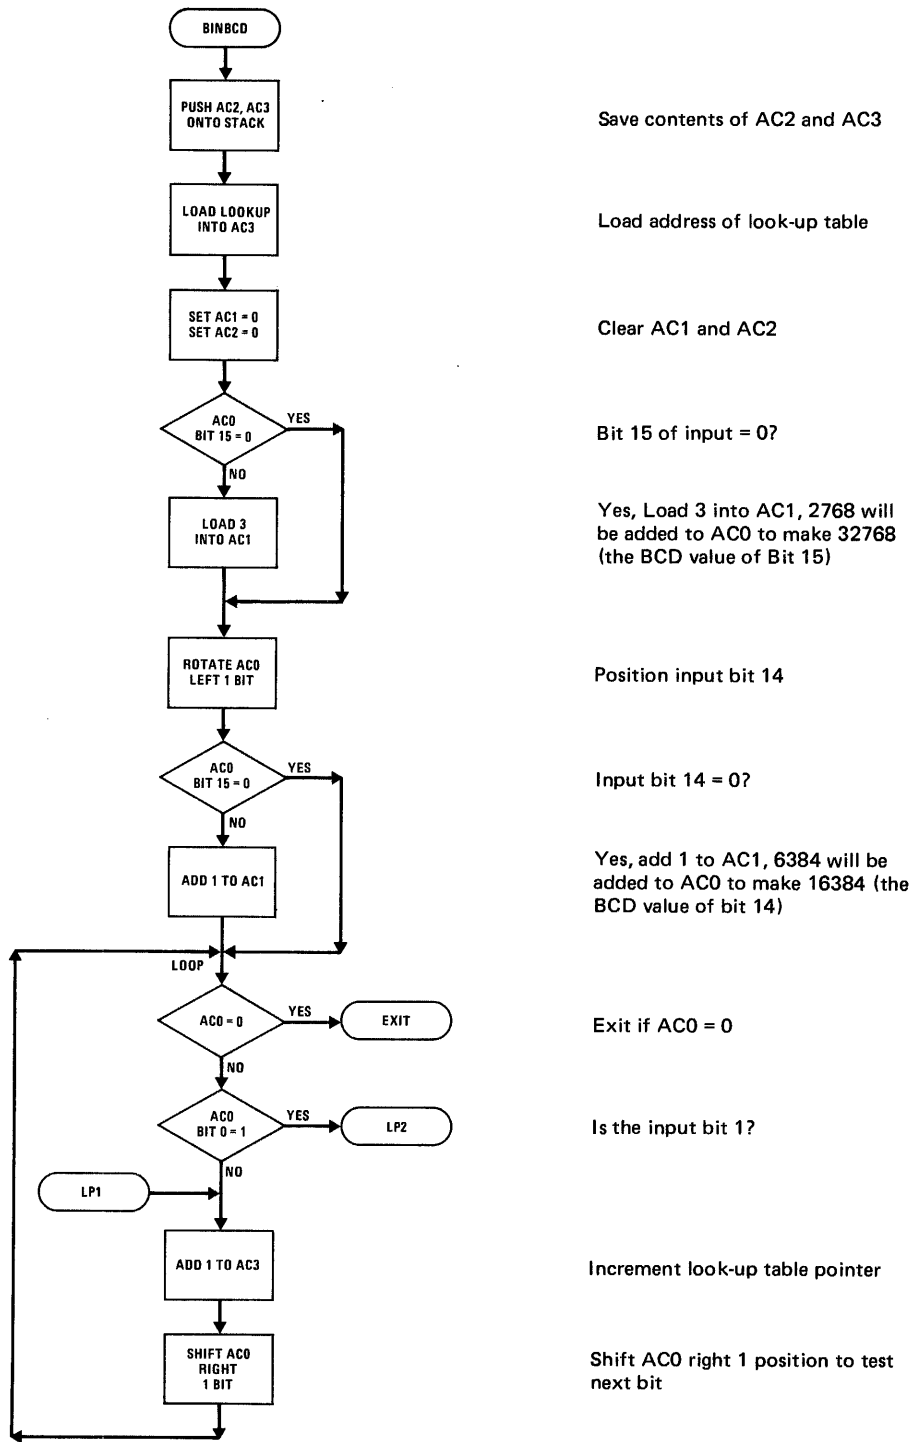 BINBCD
PUSH AC2, AC3
ONTO STACK
Save contents of AC2 and AC3
LOAD LOOKUP
INTO AC3
Load address of look-up table
SET AC1 = 0
SET AC2 = 0
Clear AC1 and AC2
AC0
BIT 15 = 0
YES
Bit 15 of input = 0?
NO
LOAD 3
INTO AC1
Yes, Load 3 into AC1, 2768 will
be added to AC0 to make 32768
(the BCD value of Bit 15)
ROTATE AC0
LEFT 1 BIT
Position input bit 14
AC0
BIT 15 = 0
YES
Input bit 14 = 0?
NO
ADD 1 TO AC1
Yes, add 1 to AC1, 6384 will be
added to AC0 to make 16384 (the
BCD value of bit 14)
LOOP
AC0 = 0
YES
EXIT
Exit if AC0 = 0
NO
AC0
BIT 0 = 1
YES
LP2
Is the input bit 1?
NO
LP1
ADD 1 TO AC3
Increment look-up table pointer
SHIFT AC0
RIGHT
1 BIT
Shift AC0 right 1 position to test
next bit